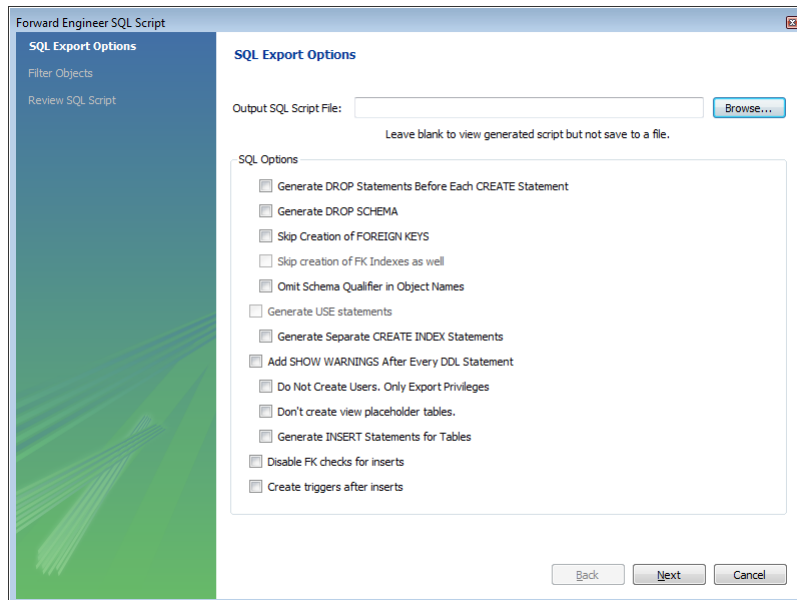 Forward Engineer SQL Script
SQL Export Options
Filter Objects
Review SQL Script
SQL Export Options
Output SQL Script File:
Browse...
Leave blank to view generated script but not save to a file.
SQL Options
Generate DROP Statements Before Each CREATE Statement
Generate DROP SCHEMA
Skip Creation of FOREIGN KEYS
Skip creation of FK Indexes as well
Omit Schema Qualifier in Object Names
Generate USE statements
Generate Separate CREATE INDEX Statements
Add SHOW WARNINGS After Every DDL Statement
Do Not Create Users. Only Export Privileges
Don't create view placeholder tables.
Generate INSERT Statements for Tables
Disable FK checks for inserts
Create triggers after inserts
Back
Next
Cancel